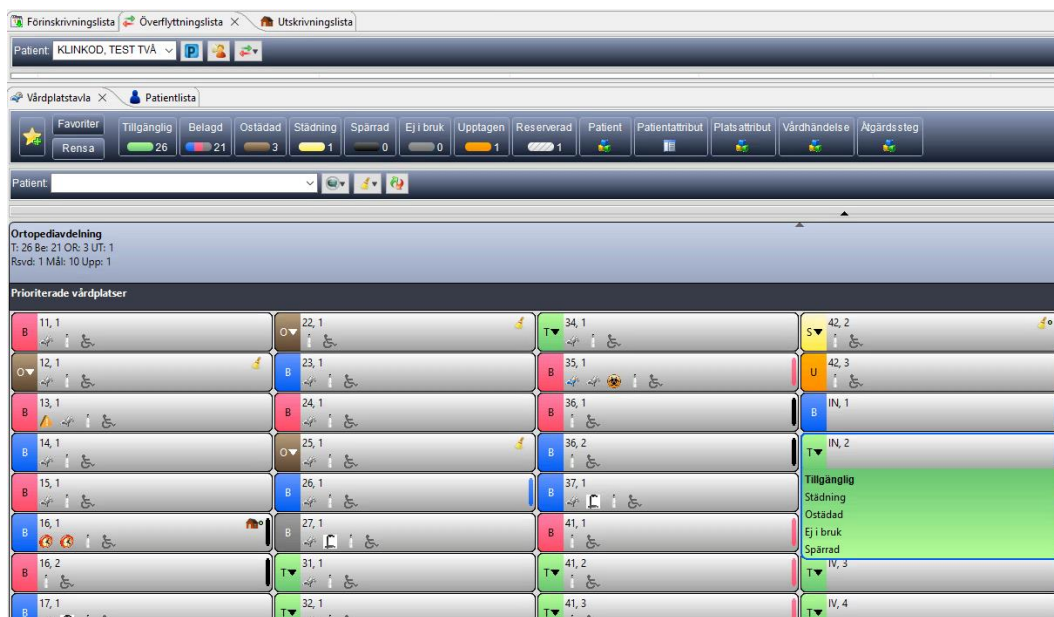 Förinskrivningslista Överflyttningslista Utskrivningslista
Patient: KLINKOD, TEST TVÅ P
Vårdplatstavla Patientlista
Favoriter Tillgänglig Belagd Ostädad Städning Spärrad Ej i bruk Upptagen Reserverad Patient Patientattribut Platsattribut Vårdhändelse Åtgärdssteg
Rensa 26 21 3 1 0 0 1 1
Patient:
Ortopediavdelning
T: 26 Be: 21 OR: 3 UT: 1
Rsvd: 1 Mål: 10 Upp: 1
Prioriterade vårdplatser
B 11, 1 O 22, 1 T 34, 1 S 42, 2
O 12, 1 B 23, 1 B 35, 1 U 42, 3
B 13, 1 B 24, 1 B 36, 1 B IN, 1
B 14, 1 O 25, 1 B 36, 2 T IN, 2
B 15, 1 B 26, 1 B 37, 1 Tillgänglig
Städning
Ostädad
B 16, 1 B 27, 1 B 41, 1 Ej i bruk
Spärrad
B 16, 2 T 31, 1 T 41, 2 T IV, 3
B 17, 1 T 32, 1 T 41, 3 T IV, 4